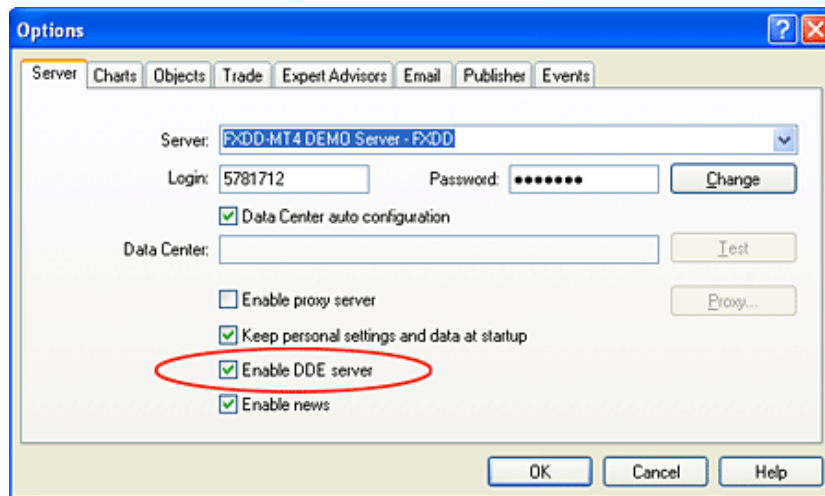 Options
Server Charts Objects Trade Expert Advisors Email Publisher Events
Server: FXDD-MT4 DEMO Server - FXDD
Login: 5781712 Password: ••••••• Change
Data Center auto configuration
Data Center: Test
Enable proxy server Proxy...
Keep personal settings and data at startup
Enable DDE server
Enable news
OK Cancel Help